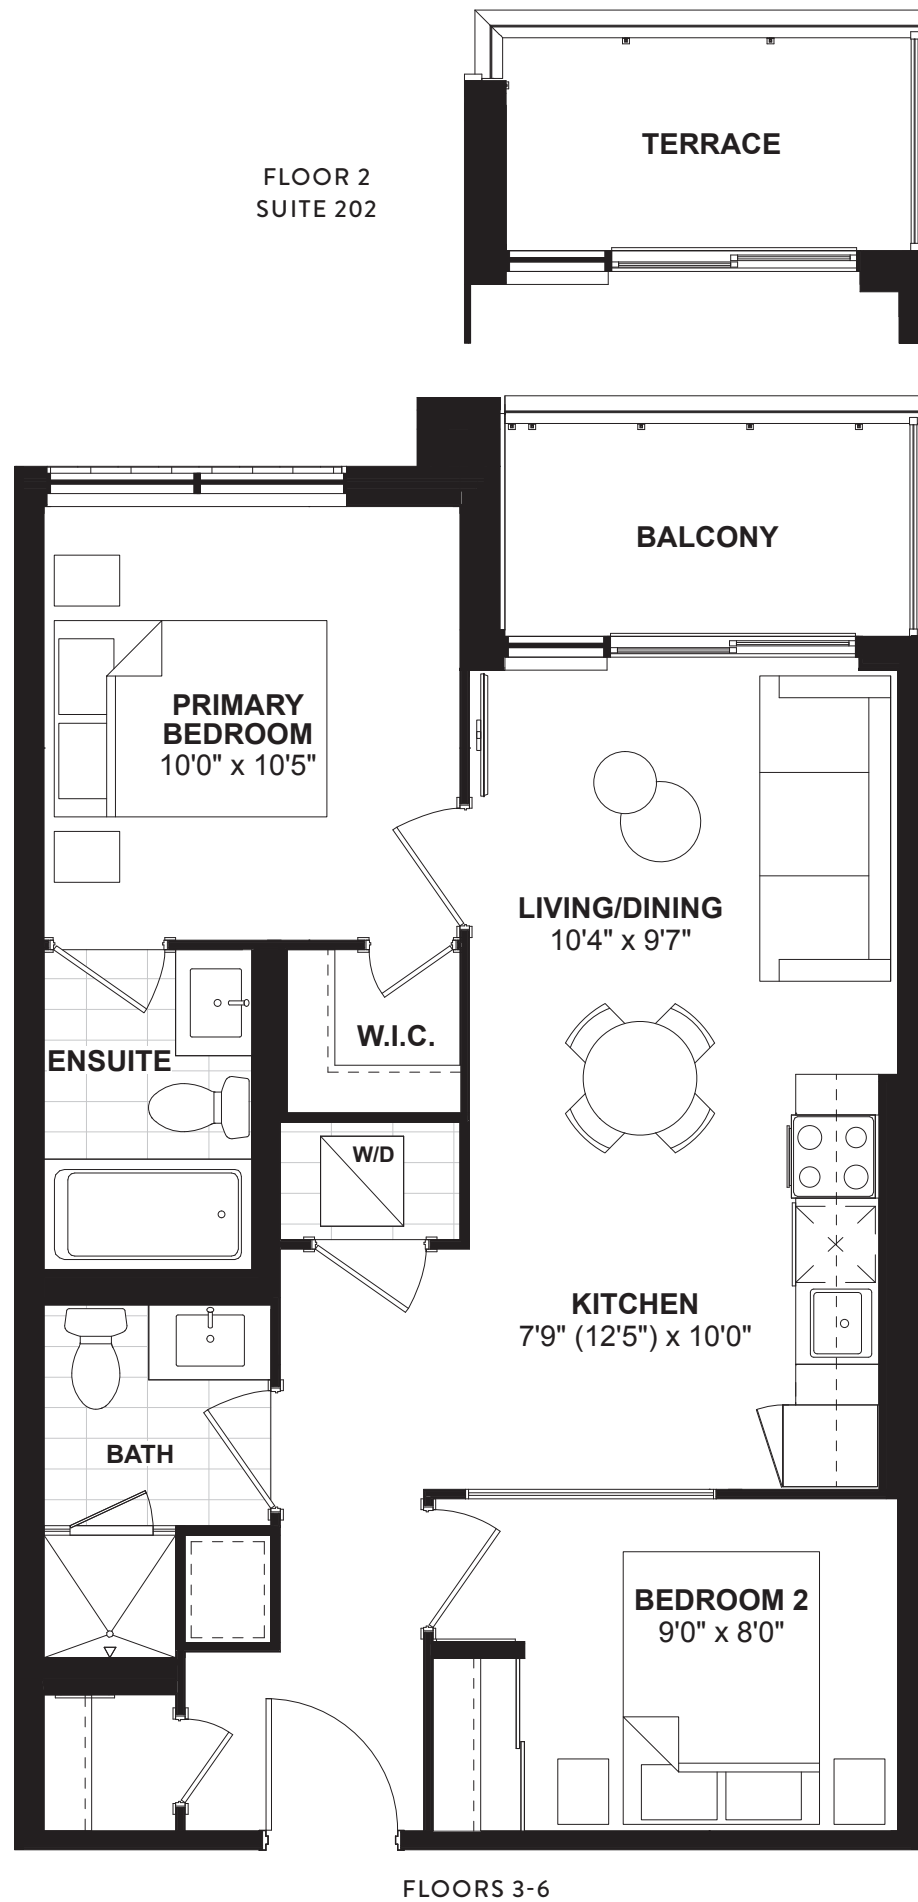 TERRACE
FLOOR 2
SUITE 202
BALCONY
PRIMARY
BEDROOM
10'0" x 10'5"
LIVING/DINING
10'4" x 9'7"
W.I.C.
ENSUITE
W/D
KITCHEN
7'9" (12'5") x 10'0"
BATH
BEDROOM 2
9'0" x 8'0"
FLOORS 3-6